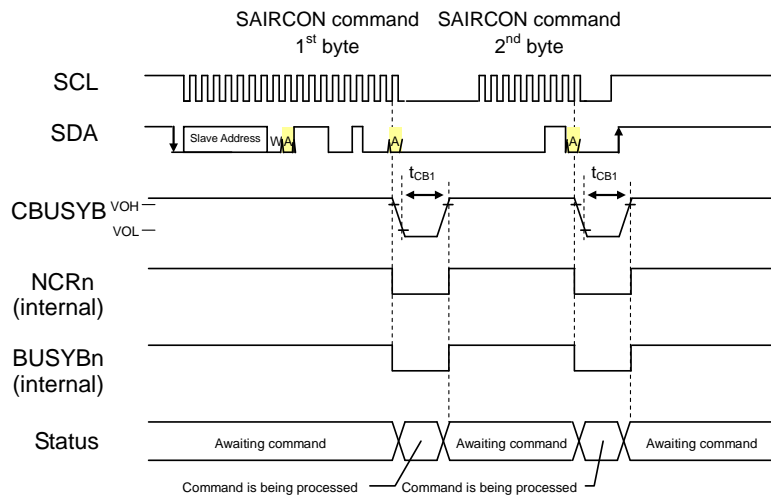 SAIRCON command
1st byte
SAIRCON command
2nd byte
SCL
SDA
Slave Address
W
A
A
A
tCB1
tCB1
CBUSYB
VOH
VOL
NCRn
(internal)
BUSYBn
(internal)
Status
Awaiting command
Awaiting command
Awaiting command
Command is being processed
Command is being processed